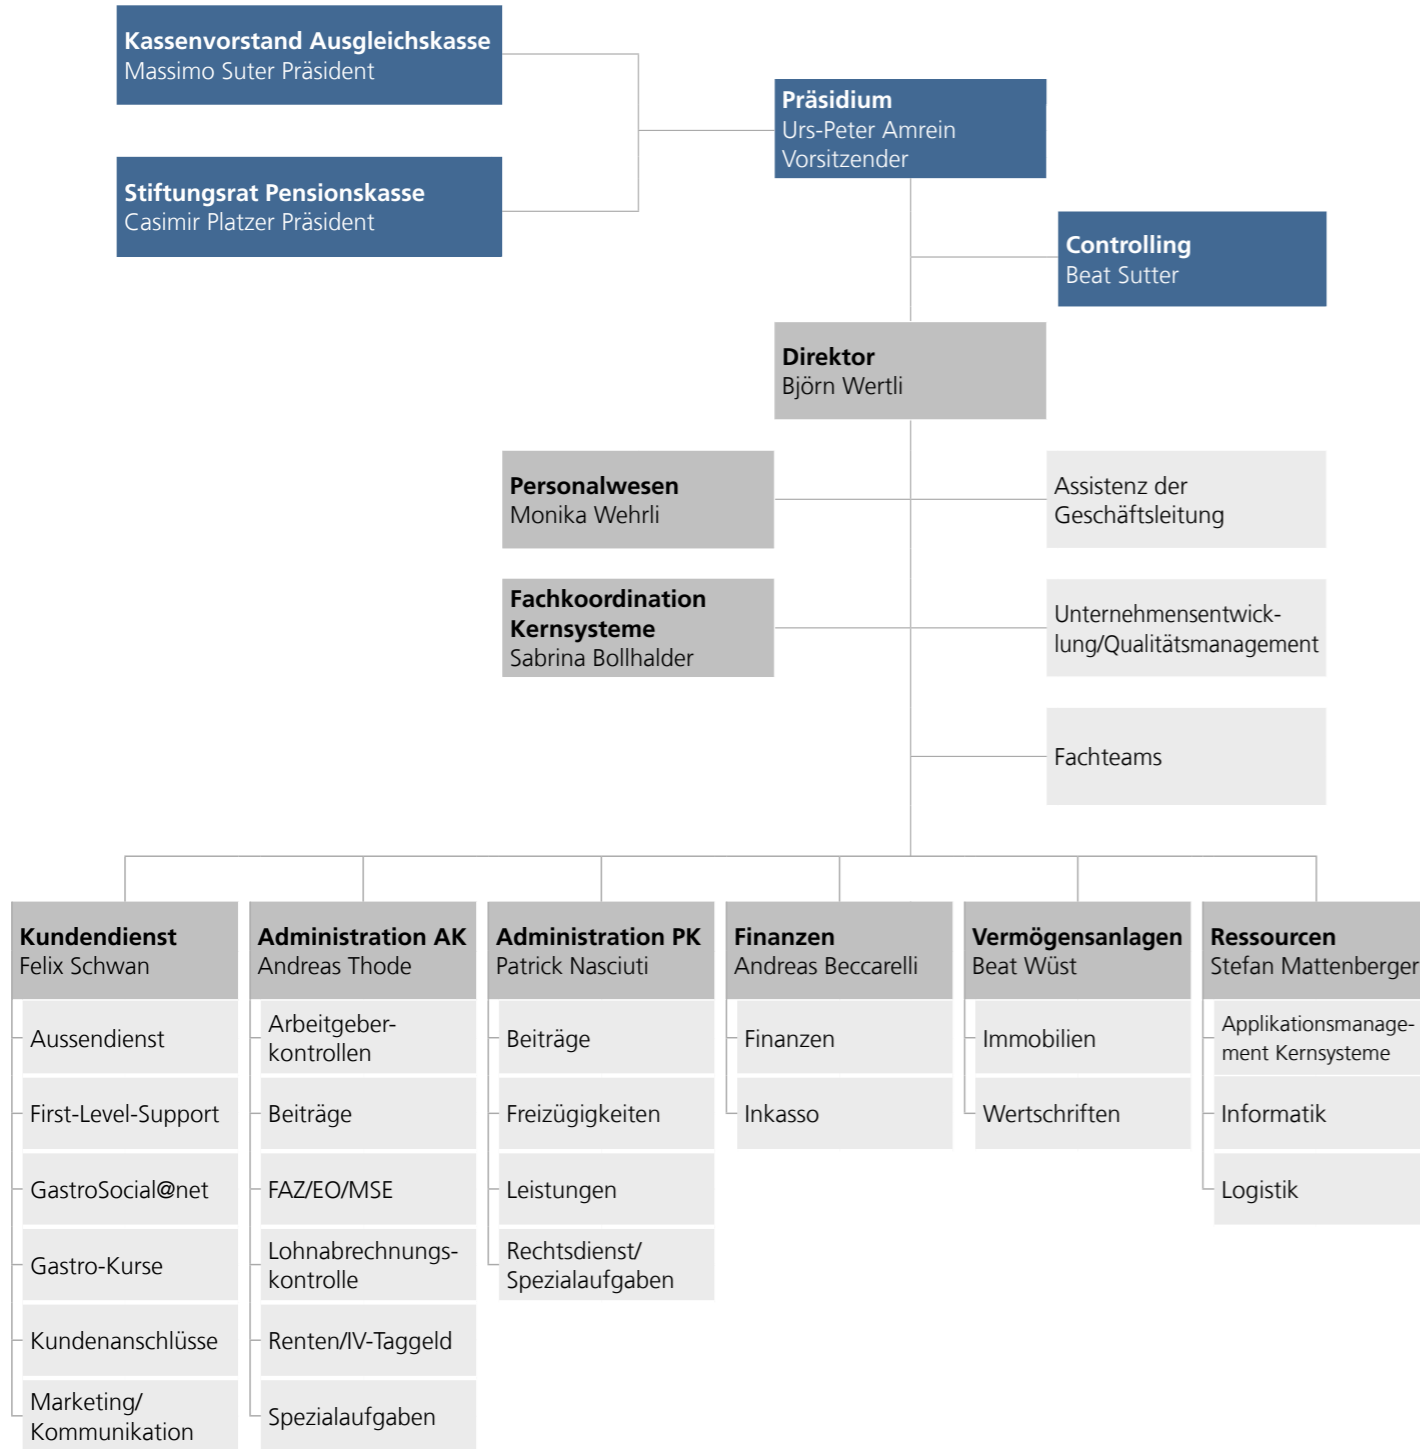 Kassenvorstand Ausgleichskasse
Massimo Suter Präsident
Präsidium
Urs-Peter Amrein
Vorsitzender
Stiftungsrat Pensionskasse
Casimir Platzer Präsident
Controlling
Beat Sutter
Direktor
Björn Wertli
Personalwesen
Monika Wehrli
Assistenz der
Geschäftsleitung
Fachkoordination
Kernsysteme
Sabrina Bollhalder
Unternehmensentwick-
lung/Qualitätsmanagement
Fachteams
Kundendienst
Felix Schwan
Aussendienst
First-Level-Support
GastroSocial@net
Gastro-Kurse
Kundenanschlüsse
Marketing/
Kommunikation
Administration AK
Andreas Thode
Arbeitgeber-
kontrollen
Beiträge
FAZ/EO/MSE
Lohnabrechnungs-
kontrolle
Renten/IV-Taggeld
Spezialaufgaben
Administration PK
Patrick Nasciuti
Beiträge
Freizügigkeiten
Leistungen
Rechtsdienst/
Spezialaufgaben
Finanzen
Andreas Beccarelli
Finanzen
Inkasso
Vermögensanlagen
Beat Wüst
Immobilien
Wertschriften
Ressourcen
Stefan Mattenberger
Applikationsmanage-
ment Kernsysteme
Informatik
Logistik